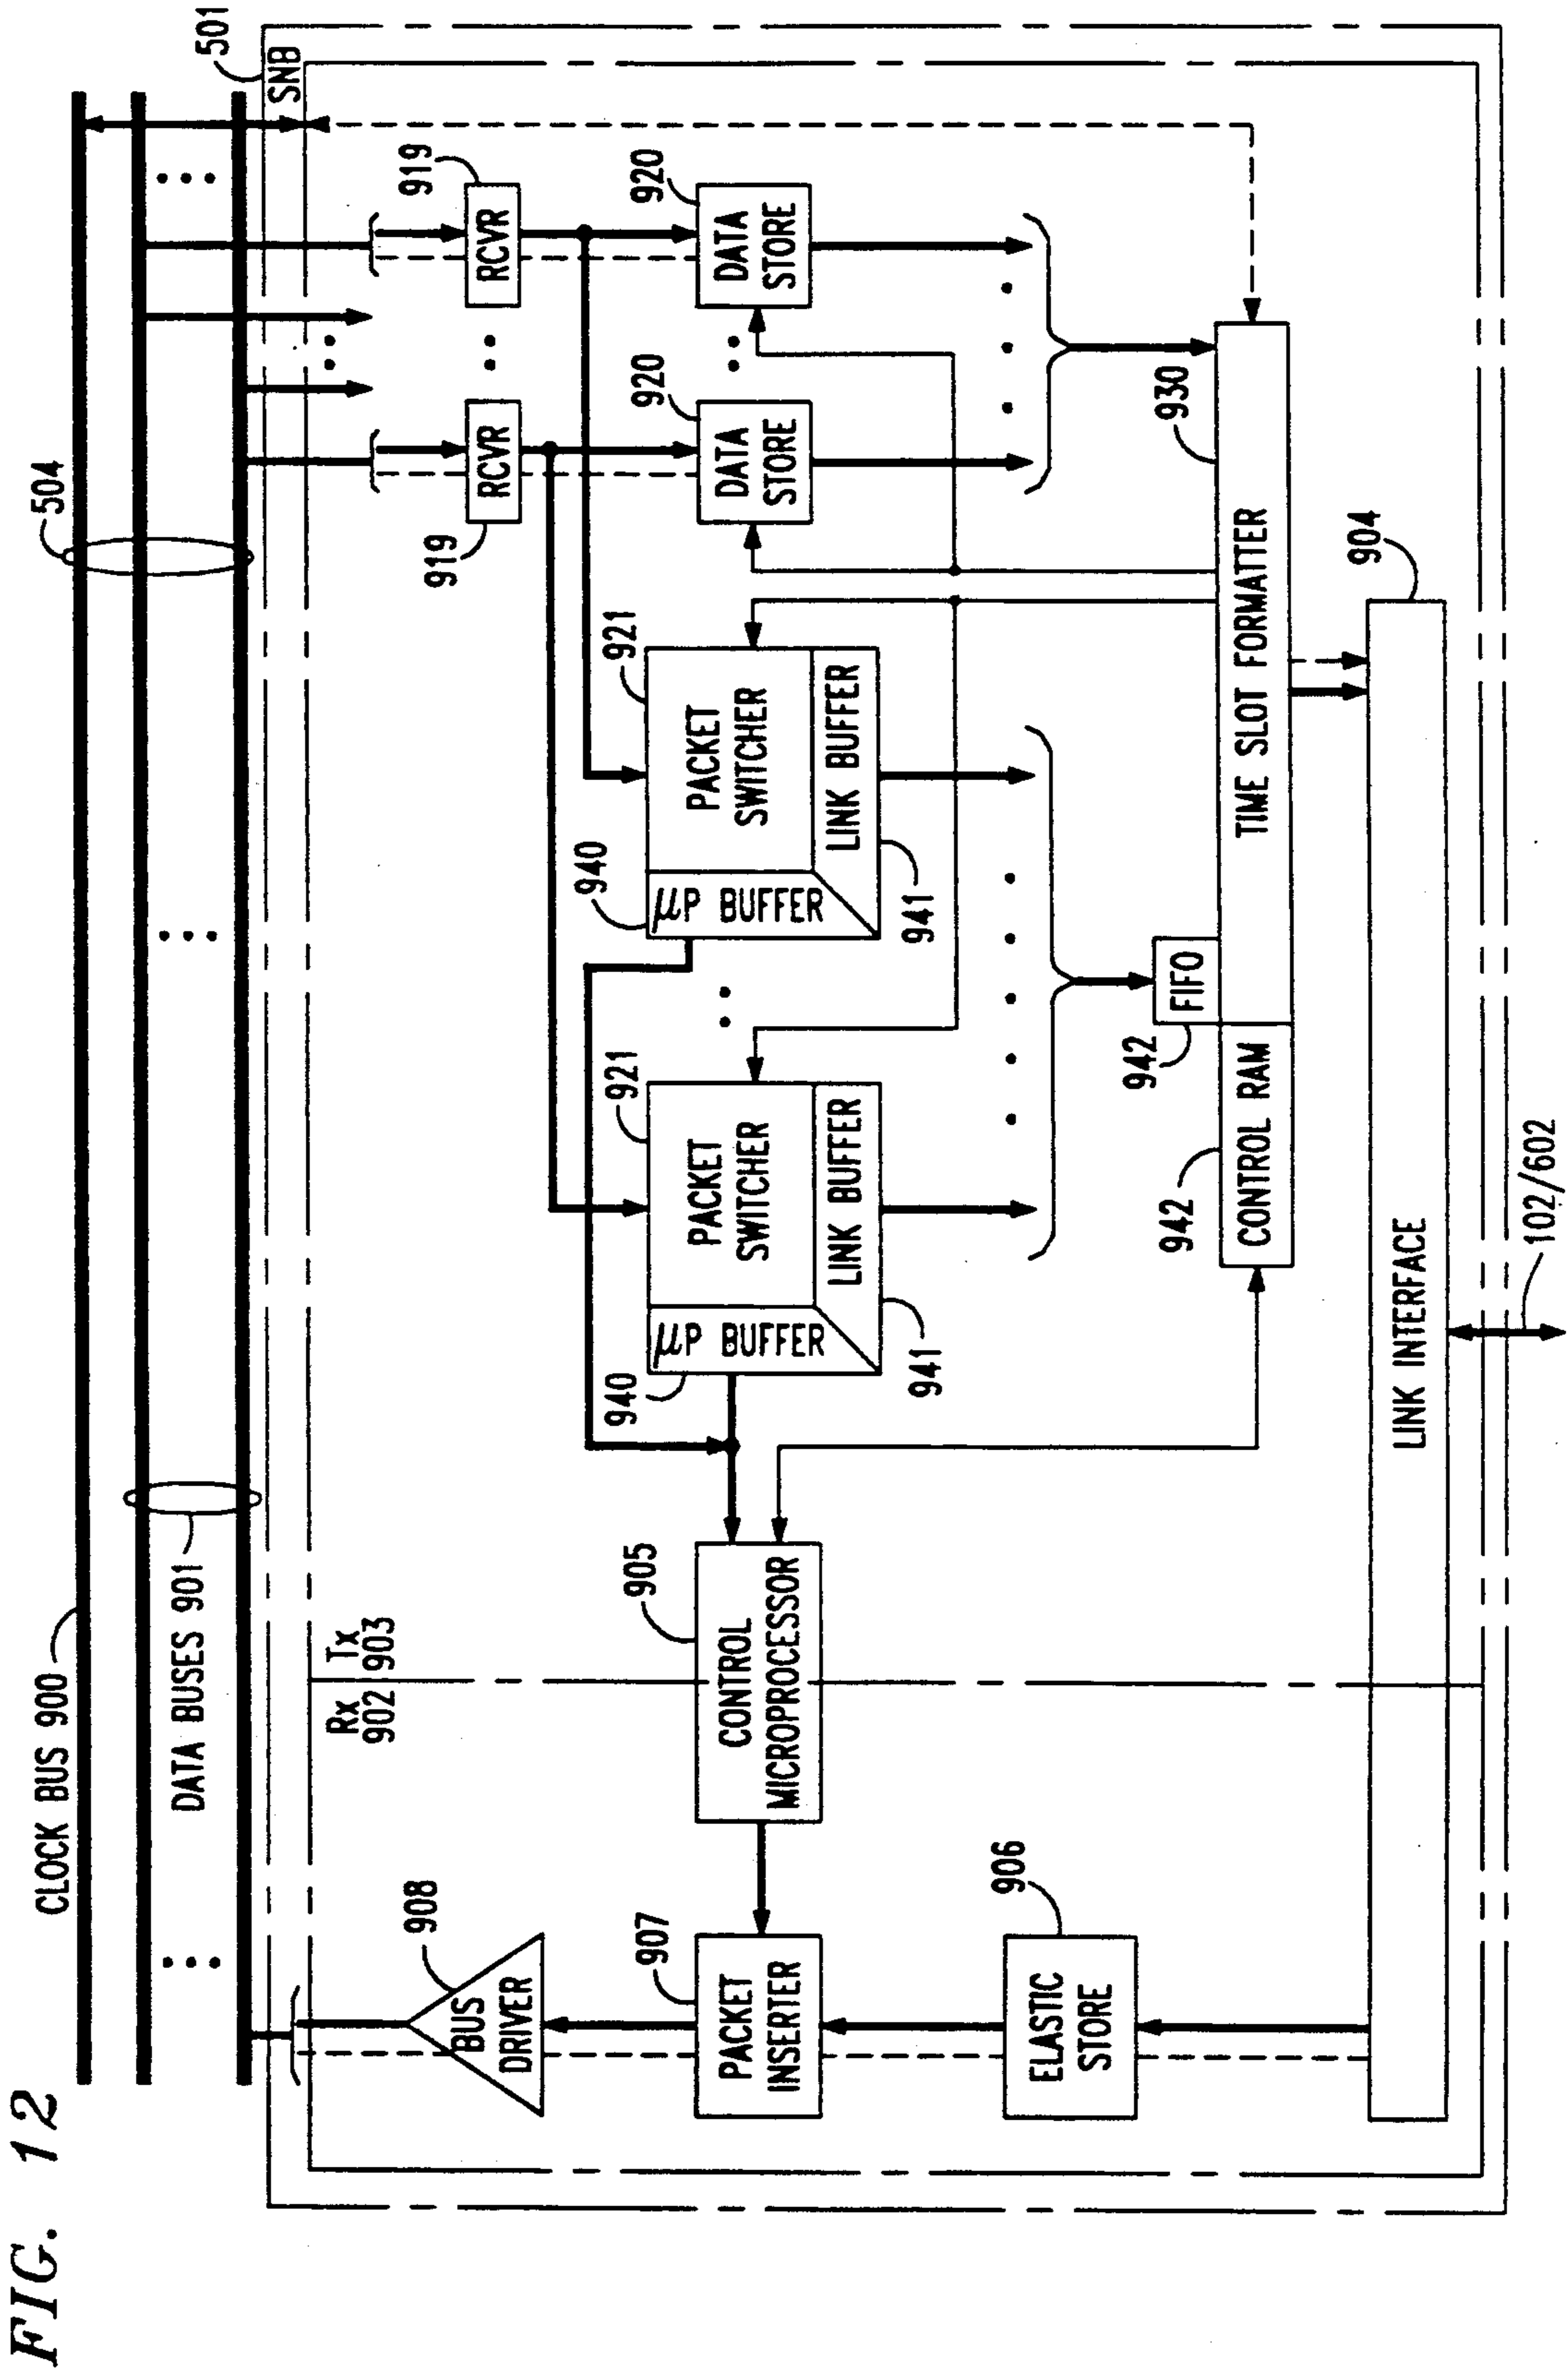 FIG. 12
CLOCK BUS 900
504
501
DATA BUSES 901
SNB
Rx
902
Tx
903
908
BUS
DRIVER
919
RCVR
919
RCVR
907
PACKET
INSERTER
905
CONTROL
MICROPROCESSOR
940
μP BUFFER
921
PACKET
SWITCHER
LINK BUFFER
941
940
μP BUFFER
921
PACKET
SWITCHER
LINK BUFFER
941
920
DATA
STORE
920
DATA
STORE
906
ELASTIC
STORE
942
CONTROL RAM
942
FIFO
TIME SLOT FORMATTER
930
LINK INTERFACE
904
102/602